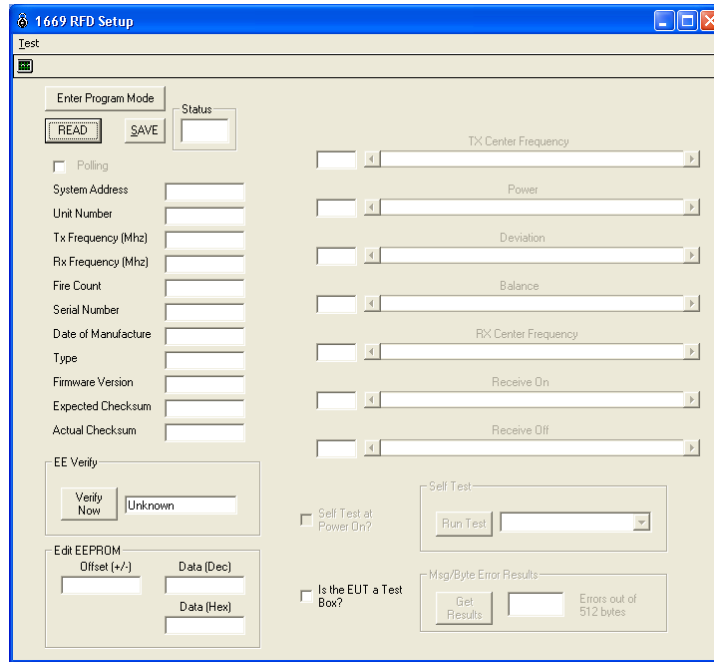 1669 RFD Setup
Test
Enter Program Mode
Status
READ
SAVE
Polling
System Address
Unit Number
Tx Frequency (Mhz)
Rx Frequency (Mhz)
Fire Count
Serial Number
Date of Manufacture
Type
Firmware Version
Expected Checksum
Actual Checksum
TX Center Frequency
Power
Deviation
Balance
RX Center Frequency
Receive On
Receive Off
EE Verify
Verify
Now
Unknown
Self Test at
Power On?
Self Test
Run Test
Edit EEPROM
Offset (+/-)
Data (Dec)
Data (Hex)
Is the EUT a Test
Box?
Msg/Byte Error Results
Get
Results
Errors out of
512 bytes